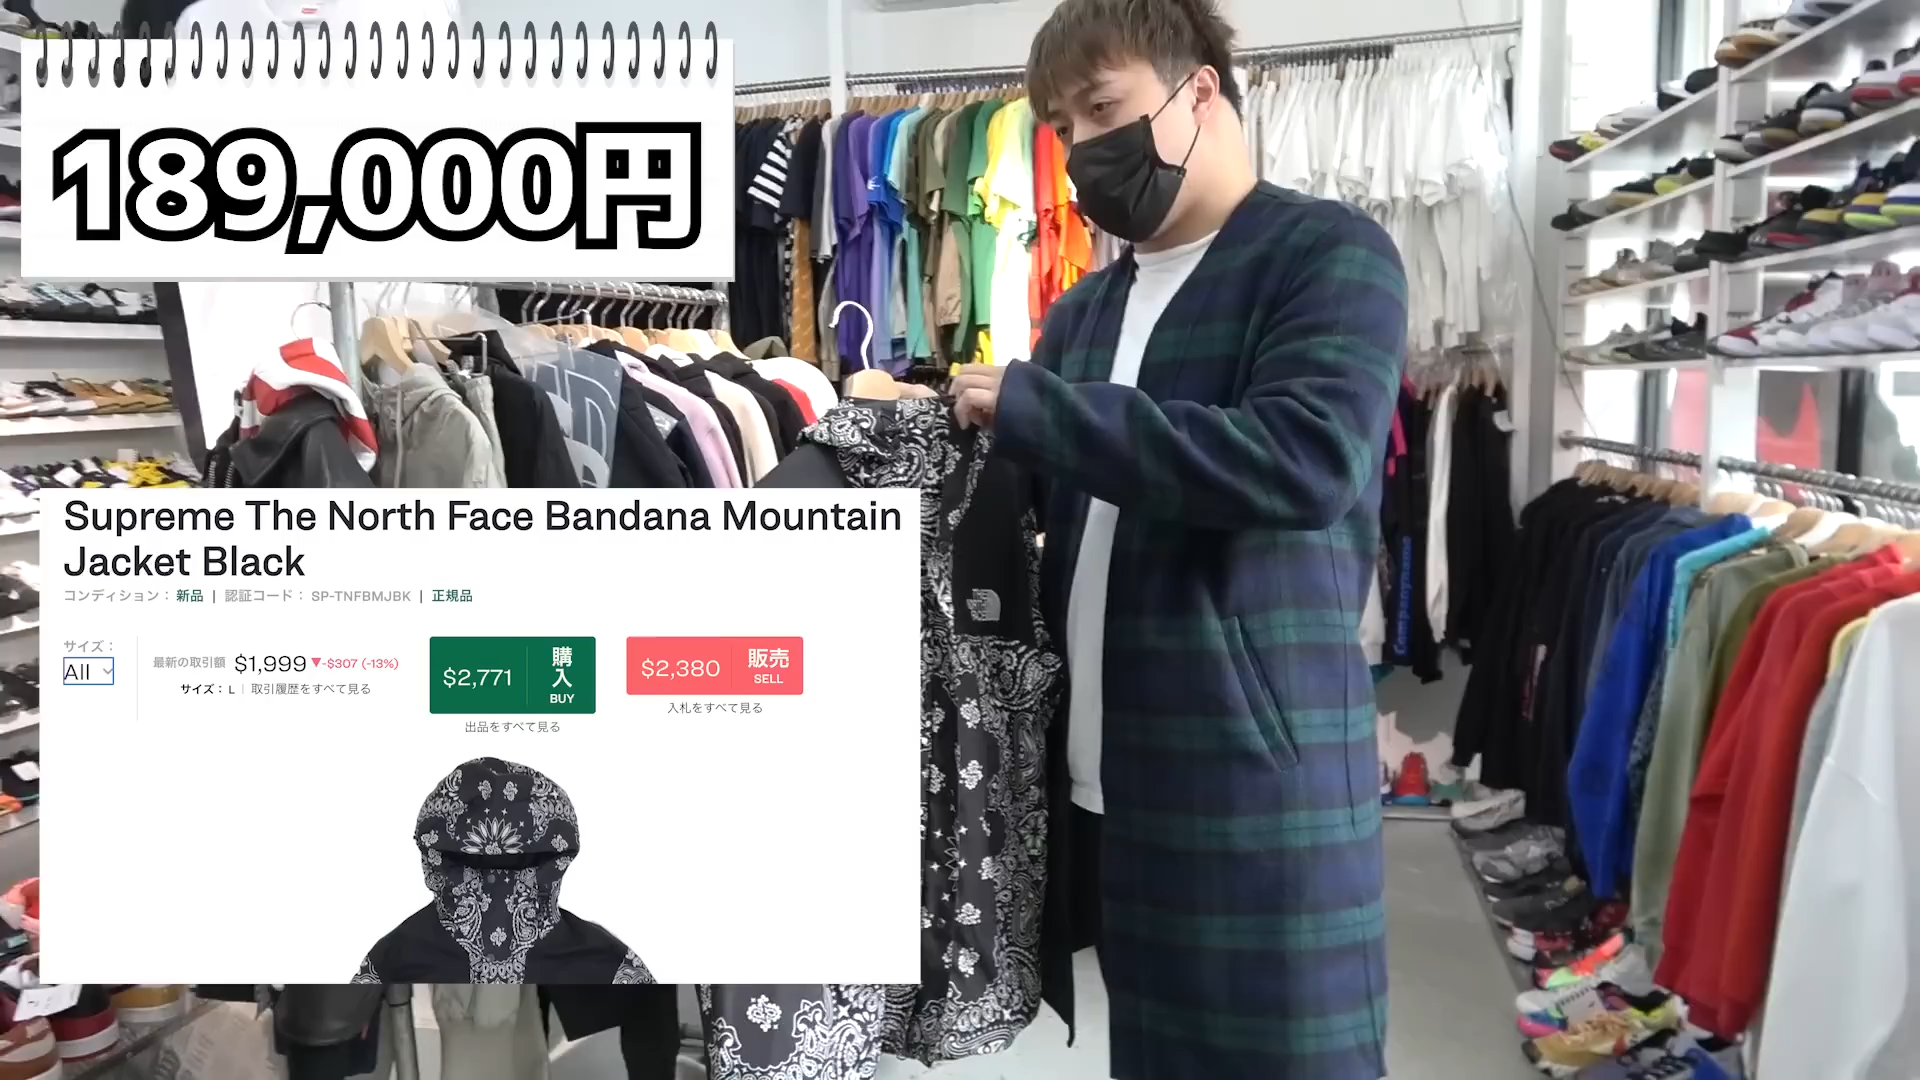 189,000円
Supreme The North Face Bandana Mountain
Jacket Black
コンディション： 新品 | 認証コード： SP-TNFBMJBK | 正規品
サイズ：
All
最新の取引額 $1,999 ▼-$307 (-13%)
サイズ： L | 取引履歴をすべて見る
$2,771 購入 BUY
出品をすべて見る
$2,380 販売 SELL
入札をすべて見る
THE NORTH FACE
Companyname